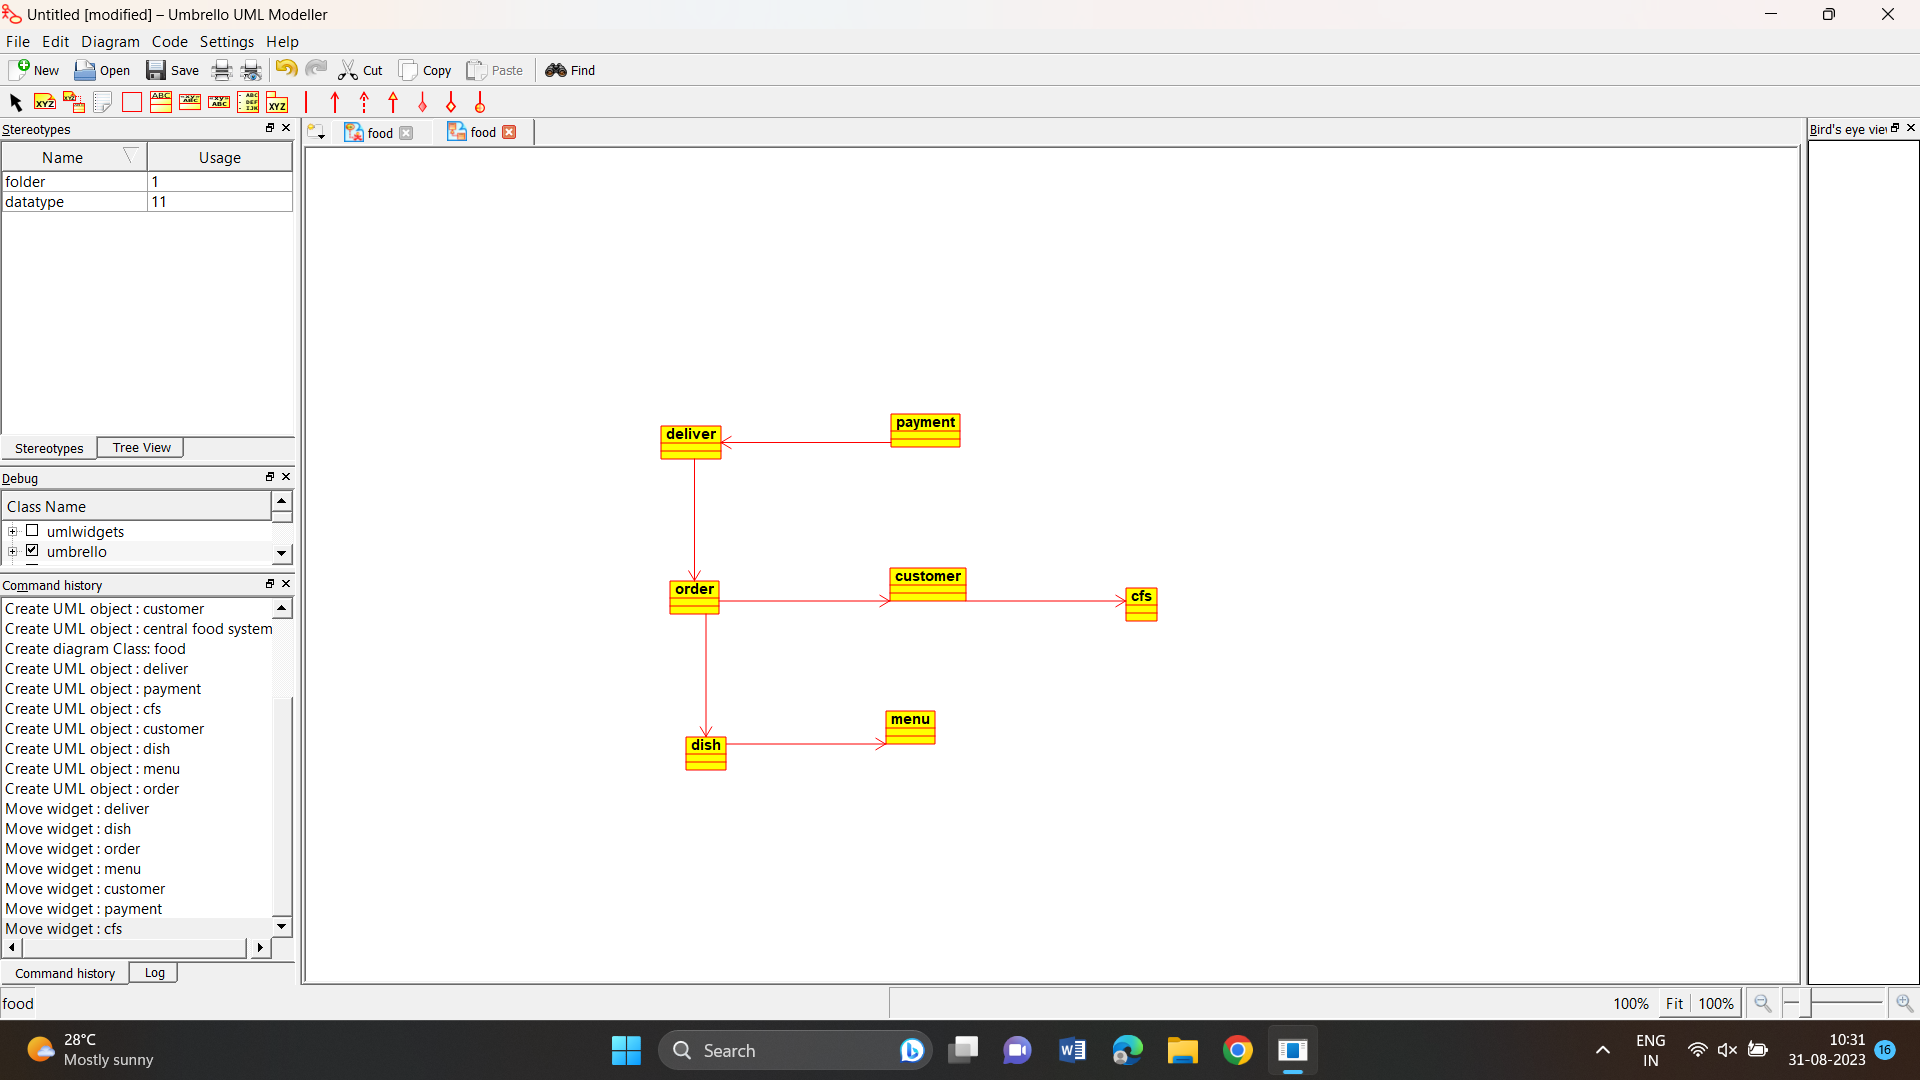 Untitled [modified] – Umbrello UML Modeller
File Edit Diagram Code Settings Help
New Open Save Cut Copy Paste Find
Stereotypes
Name Usage
folder 1
datatype 11
Stereotypes Tree View
Debug
Class Name
umlwidgets
umbrello
Command history
Create UML object : customer
Create UML object : central food system
Create diagram Class: food
Create UML object : deliver
Create UML object : payment
Create UML object : cfs
Create UML object : customer
Create UML object : dish
Create UML object : menu
Create UML object : order
Move widget : deliver
Move widget : dish
Move widget : order
Move widget : menu
Move widget : customer
Move widget : payment
Move widget : cfs
Command history Log
food food
payment
deliver
customer
order
cfs
menu
dish
Bird's eye vie
food
100% Fit 100%
28°C
Mostly sunny
Search
ENG
IN
10:31
31-08-2023
16